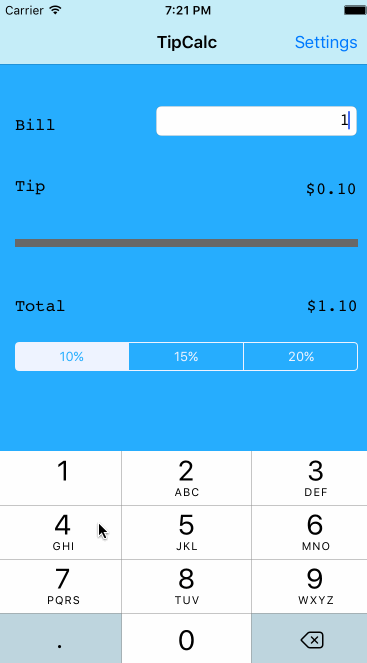 Carrier 7:21 PM
TipCalc Settings
Bill 1
Tip $0.10
Total $1.10
10% 15% 20%
1 2 3
ABC DEF
4 5 6
GHI JKL MNO
7 8 9
PQRS TUV WXYZ
. 0